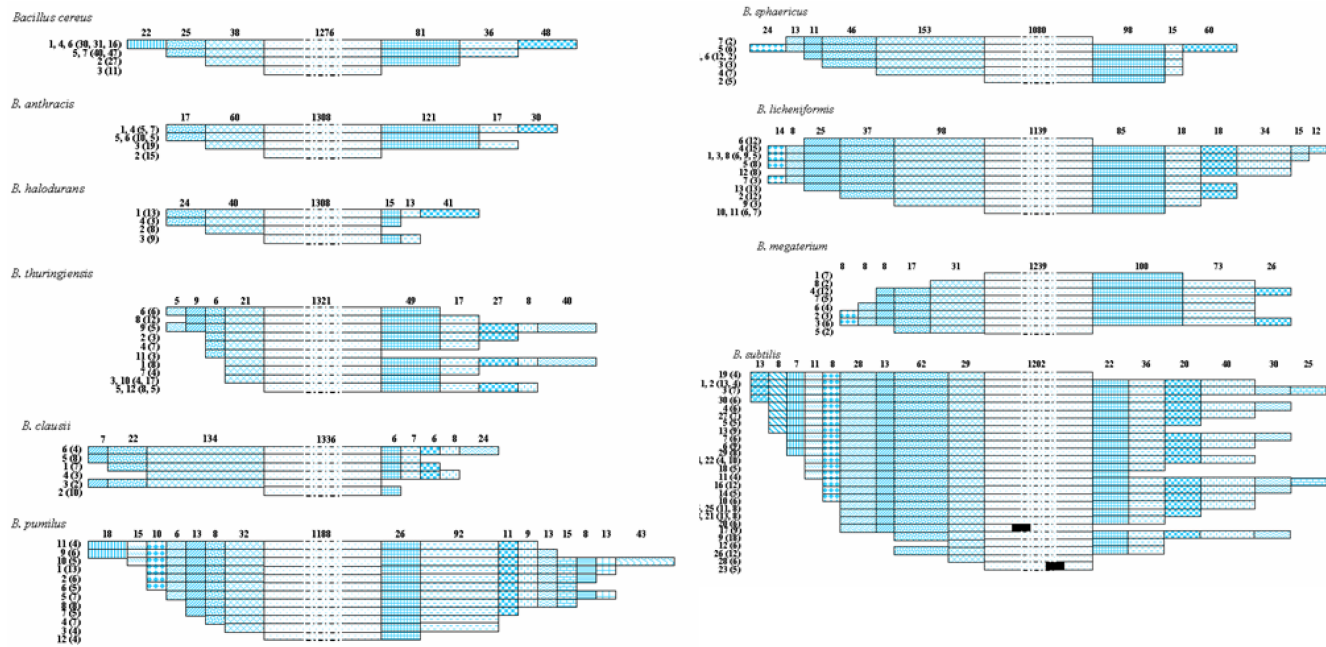 Bacillus cereus
22 25 38 1276 81 36 48
1, 4, 6 (30, 31, 16)
5, 7 (40, 47)
2 (27)
3 (11)
B. anthracis
17 60 1308 121 17 30
1, 4 (5, 7)
5, 6 (10, 5)
3 (19)
2 (15)
B. halodurans
24 40 1308 15 13 41
1 (13)
4 (3)
2 (8)
3 (9)
B. thuringiensis
5 9 6 21 1321 49 17 27 8 40
6 (6)
8 (12)
9 (5)
2 (3)
4 (7)
11 (3)
1 (8)
7 (4)
3, 10 (4, 17)
5, 12 (8, 5)
B. clausii
7 22 134 1336 6 7 6 8 24
6 (4)
5 (8)
1 (7)
4 (3)
3 (2)
2 (10)
B. pumilus
18 15 10 6 13 8 32 1188 26 92 11 9 13 15 8 13 43
11 (4)
9 (6)
10 (5)
1 (13)
2 (6)
6 (5)
5 (7)
8 (8)
7 (5)
4 (7)
3 (4)
12 (4)
B. sphaericus
24 13 11 46 153 1080 98 15 60
7 (2)
5 (6)
, 6 (12, 2)
3 (3)
4 (7)
2 (5)
B. licheniformis
14 8 25 37 98 1139 85 18 18 34 15 12
6 (12)
4 (15)
1, 3, 8 (6, 9, 5)
5 (8)
12 (8)
7 (3)
13 (13)
2 (12)
9 (3)
10, 11 (6, 7)
B. megaterium
8 8 8 17 31 1239 100 73 26
1 (7)
8 (2)
4 (12)
7 (5)
6 (4)
2 (3)
3 (6)
5 (2)
B. subtilis
13 8 7 11 8 28 13 62 29 1202 22 36 20 40 30 25
19 (4)
1, 2 (13, 4)
3 (7)
30 (6)
4 (6)
5 (5)
13 (9)
7 (6)
29 (8)
, 22 (4, 10)
18 (5)
11 (4)
16 (12)
14 (5)
10 (6)
, 25 (11, 8)
, 21 (13, 8)
17 (9)
9 (10)
12 (6)
26 (12)
28 (6)
23 (5)